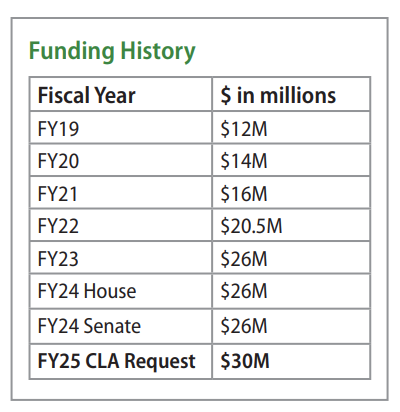 Funding History
Fiscal Year $ in millions
FY19 $12M
FY20 $14M
FY21 $16M
FY22 $20.5M
FY23 $26M
FY24 House $26M
FY24 Senate $26M
FY25 CLA Request $30M